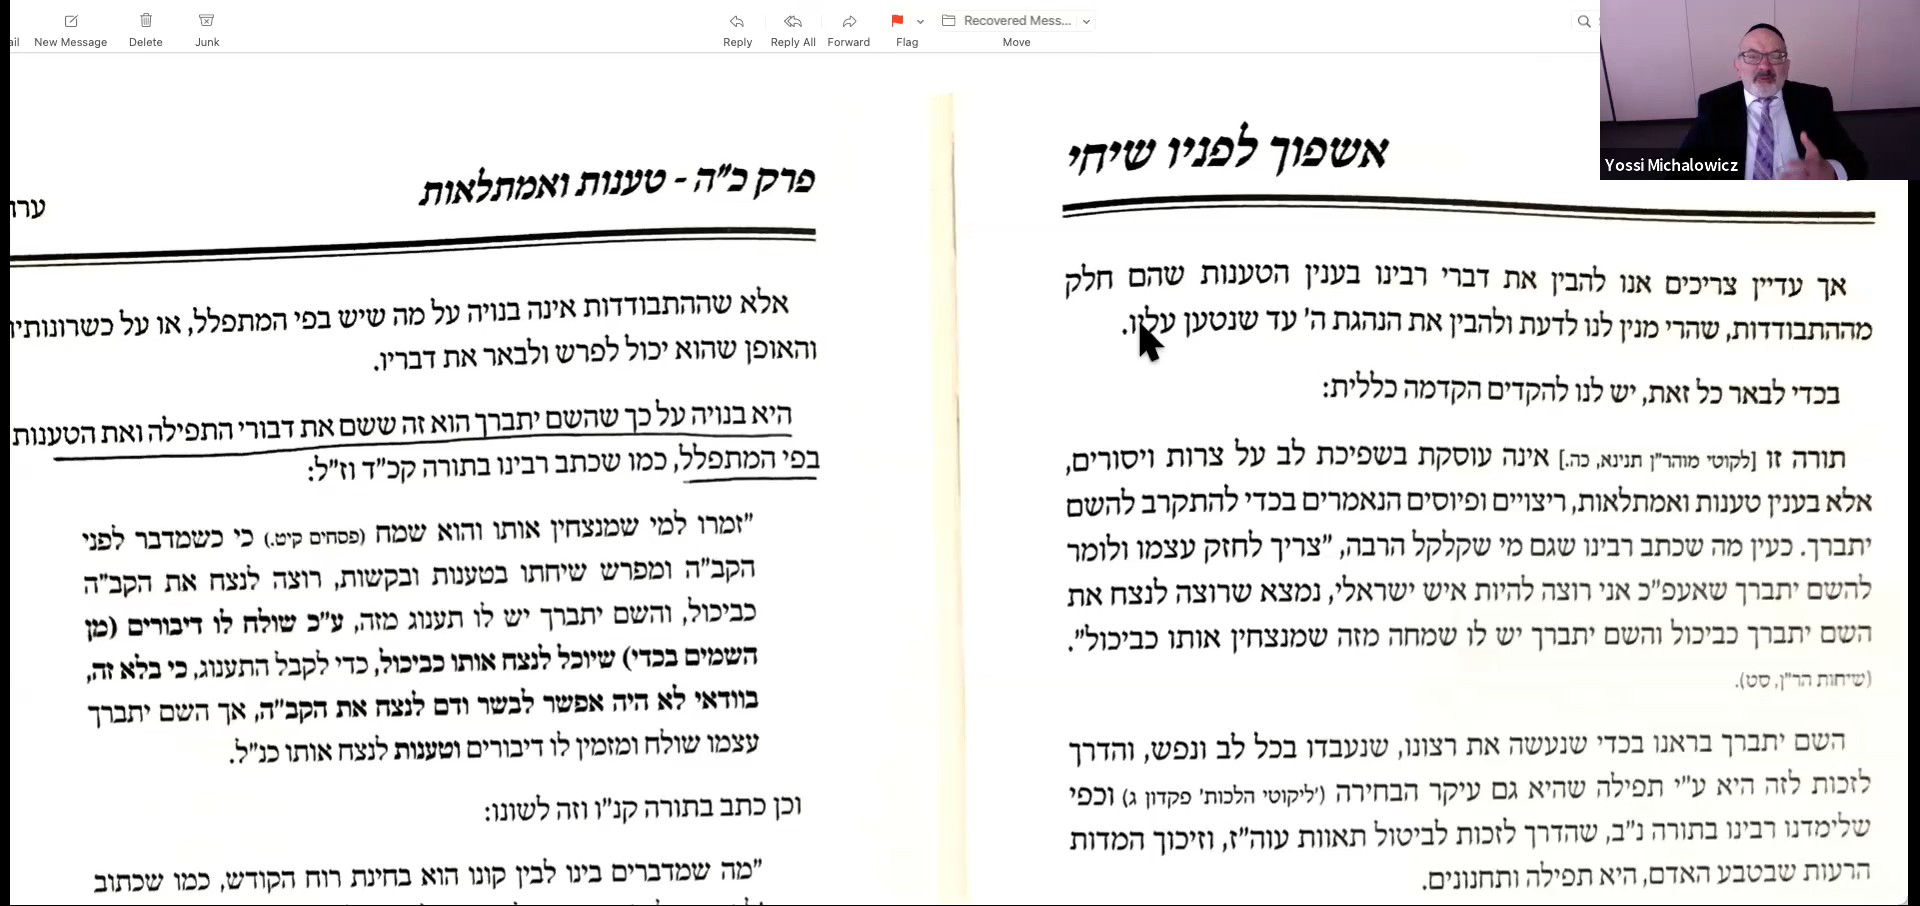 ail
New Message
Delete
Junk
Reply
Reply All
Forward
Flag
Recovered Mess...
Move
Yossi Michalowicz
אשפוך לפניו שיחי
אך עדיין צריכים אנו להבין את דברי רבינו בענין הטענות שהם חלק
מההתבודדות, שהרי מנין לנו לדעת ולהבין את הנהגת ה' עד שנטען עליו.
בכדי לבאר כל זאת, יש לנו להקדים הקדמה כללית:
תורה זו [לקוטי מוהר"ן תנינא, כה.] אינה עוסקת בשפיכת לב על צרות ויסורים,
אלא בענין טענות ואמתלאות, ריצויים ופיוסים הנאמרים בכדי להתקרב להשם
יתברך. כעין מה שכתב רבינו שגם מי שקלקל הרבה, "צריך לחזק עצמו ולומר
להשם יתברך שאעפ"כ אני רוצה להיות איש ישראלי, נמצא שרוצה לנצח את
השם יתברך כביכול והשם יתברך יש לו שמחה מזה שמנצחין אותו כביכול".
(שיחות הר"ן, סט).
השם יתברך בראנו בכדי שנעשה את רצונו, שנעבדו בכל לב ונפש, והדרך
לזכות לזה היא ע"י תפילה שהיא גם עיקר הבחירה ('ליקוטי הלכות' פקדון ג) וכפי
שלימדנו רבינו בתורה נ"ב, שהדרך לזכות לביטול תאוות עוה"ז, וזיכוך המדות
הרעות שבטבע האדם, היא תפילה ותחנונים.
פרק כ"ה - טענות ואמתלאות
אלא שההתבודדות אינה בנויה על מה שיש בפי המתפלל, או על כשרונותיו
והאופן שהוא יכול לפרש ולבאר את דבריו.
היא בנויה על כך שהשם יתברך הוא זה ששם את דבורי התפילה ואת הטענות
בפי המתפלל, כמו שכתב רבינו בתורה קכ"ד וז"ל:
"זמרו למי שמנצחין אותו והוא שמח (פסחים קיט.) כי כשמדבר לפני
הקב"ה ומפרש שיחתו בטענות ובקשות, רוצה לנצח את הקב"ה
כביכול, והשם יתברך יש לו תענוג מזה, ע"כ שולח לו דיבורים (מן
השמים בכדי) שיוכל לנצח אותו כביכול, כדי לקבל התענוג, כי בלא זה,
בוודאי לא היה אפשר לבשר ודם לנצח את הקב"ה, אך השם יתברך
עצמו שולח ומזמין לו דיבורים וטענות לנצח אותו כנ"ל.
וכן כתב בתורה קנ"ו וזה לשונו:
"מה שמדברים בינו לבין קונו הוא בחינת רוח הקודש, כמו שכתוב